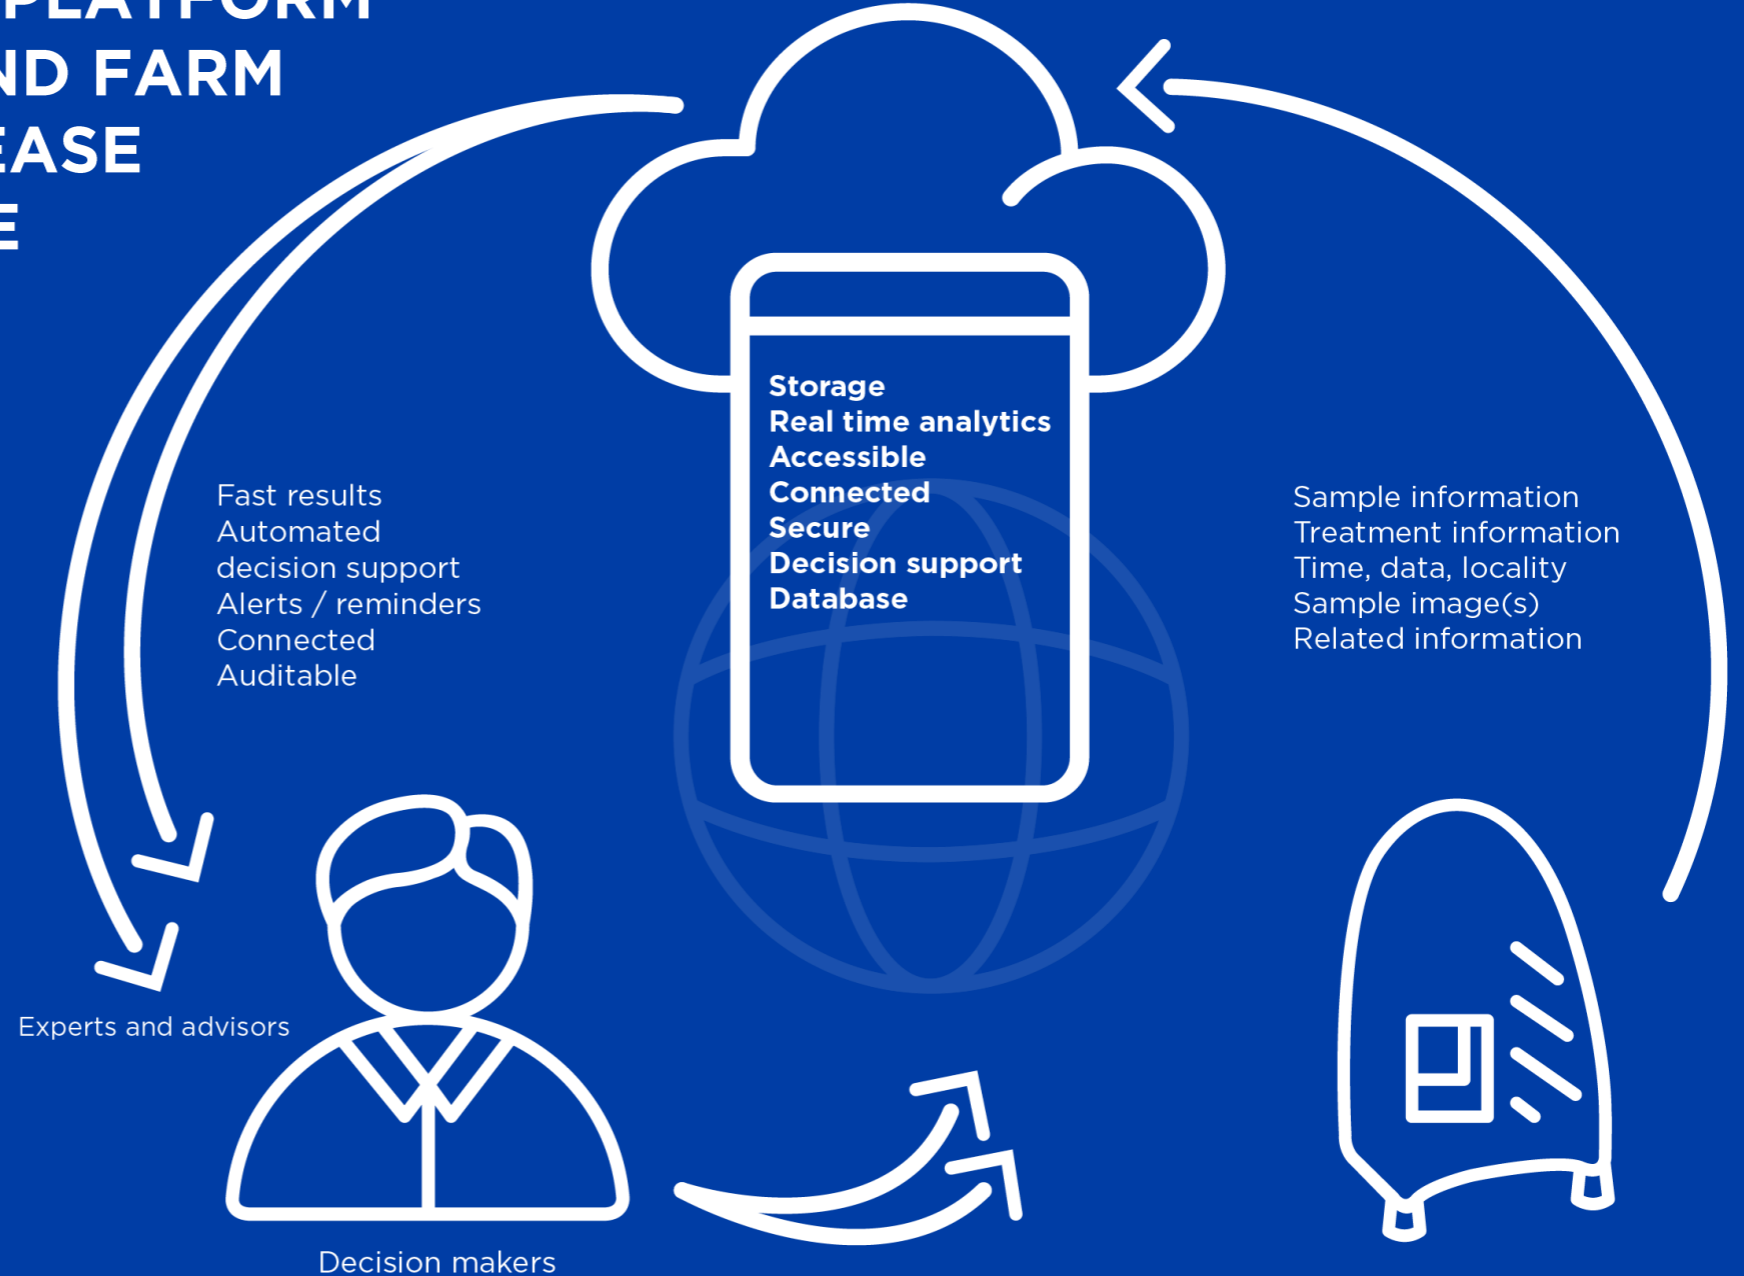 PLATFORM
ND FARM
EASE
E
Storage
Real time analytics
Accessible
Connected
Secure
Decision support
Database
Fast results
Automated
decision support
Alerts / reminders
Connected
Auditable
Sample information
Treatment information
Time, data, locality
Sample image(s)
Related information
Experts and advisors
Decision makers